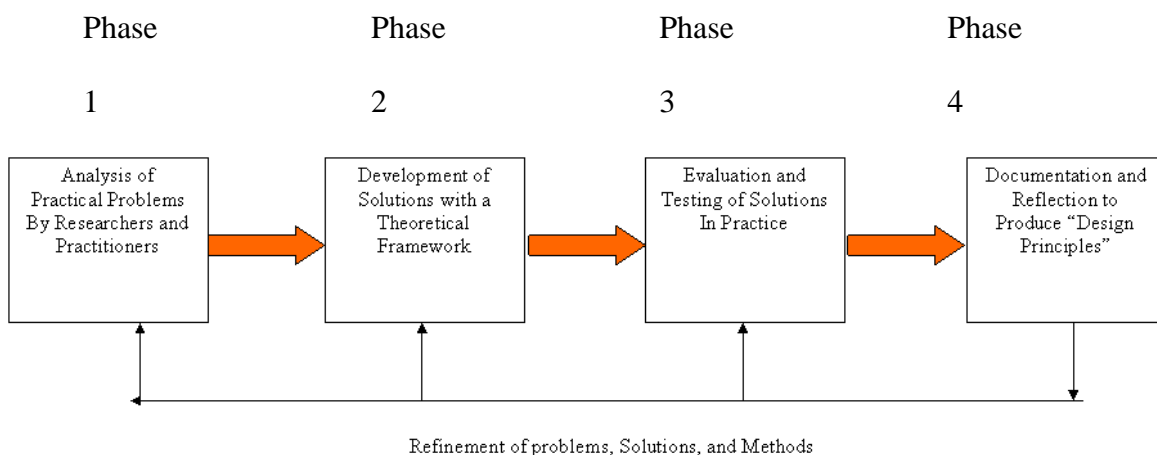 Phase
1
Phase
2
Phase
3
Phase
4
Analysis of
Practical Problems
By Researchers and
Practitioners
Development of
Solutions with a
Theoretical
Framework
Evaluation and
Testing of Solutions
In Practice
Documentation and
Reflection to
Produce “Design
Principles”
Refinement of problems, Solutions, and Methods